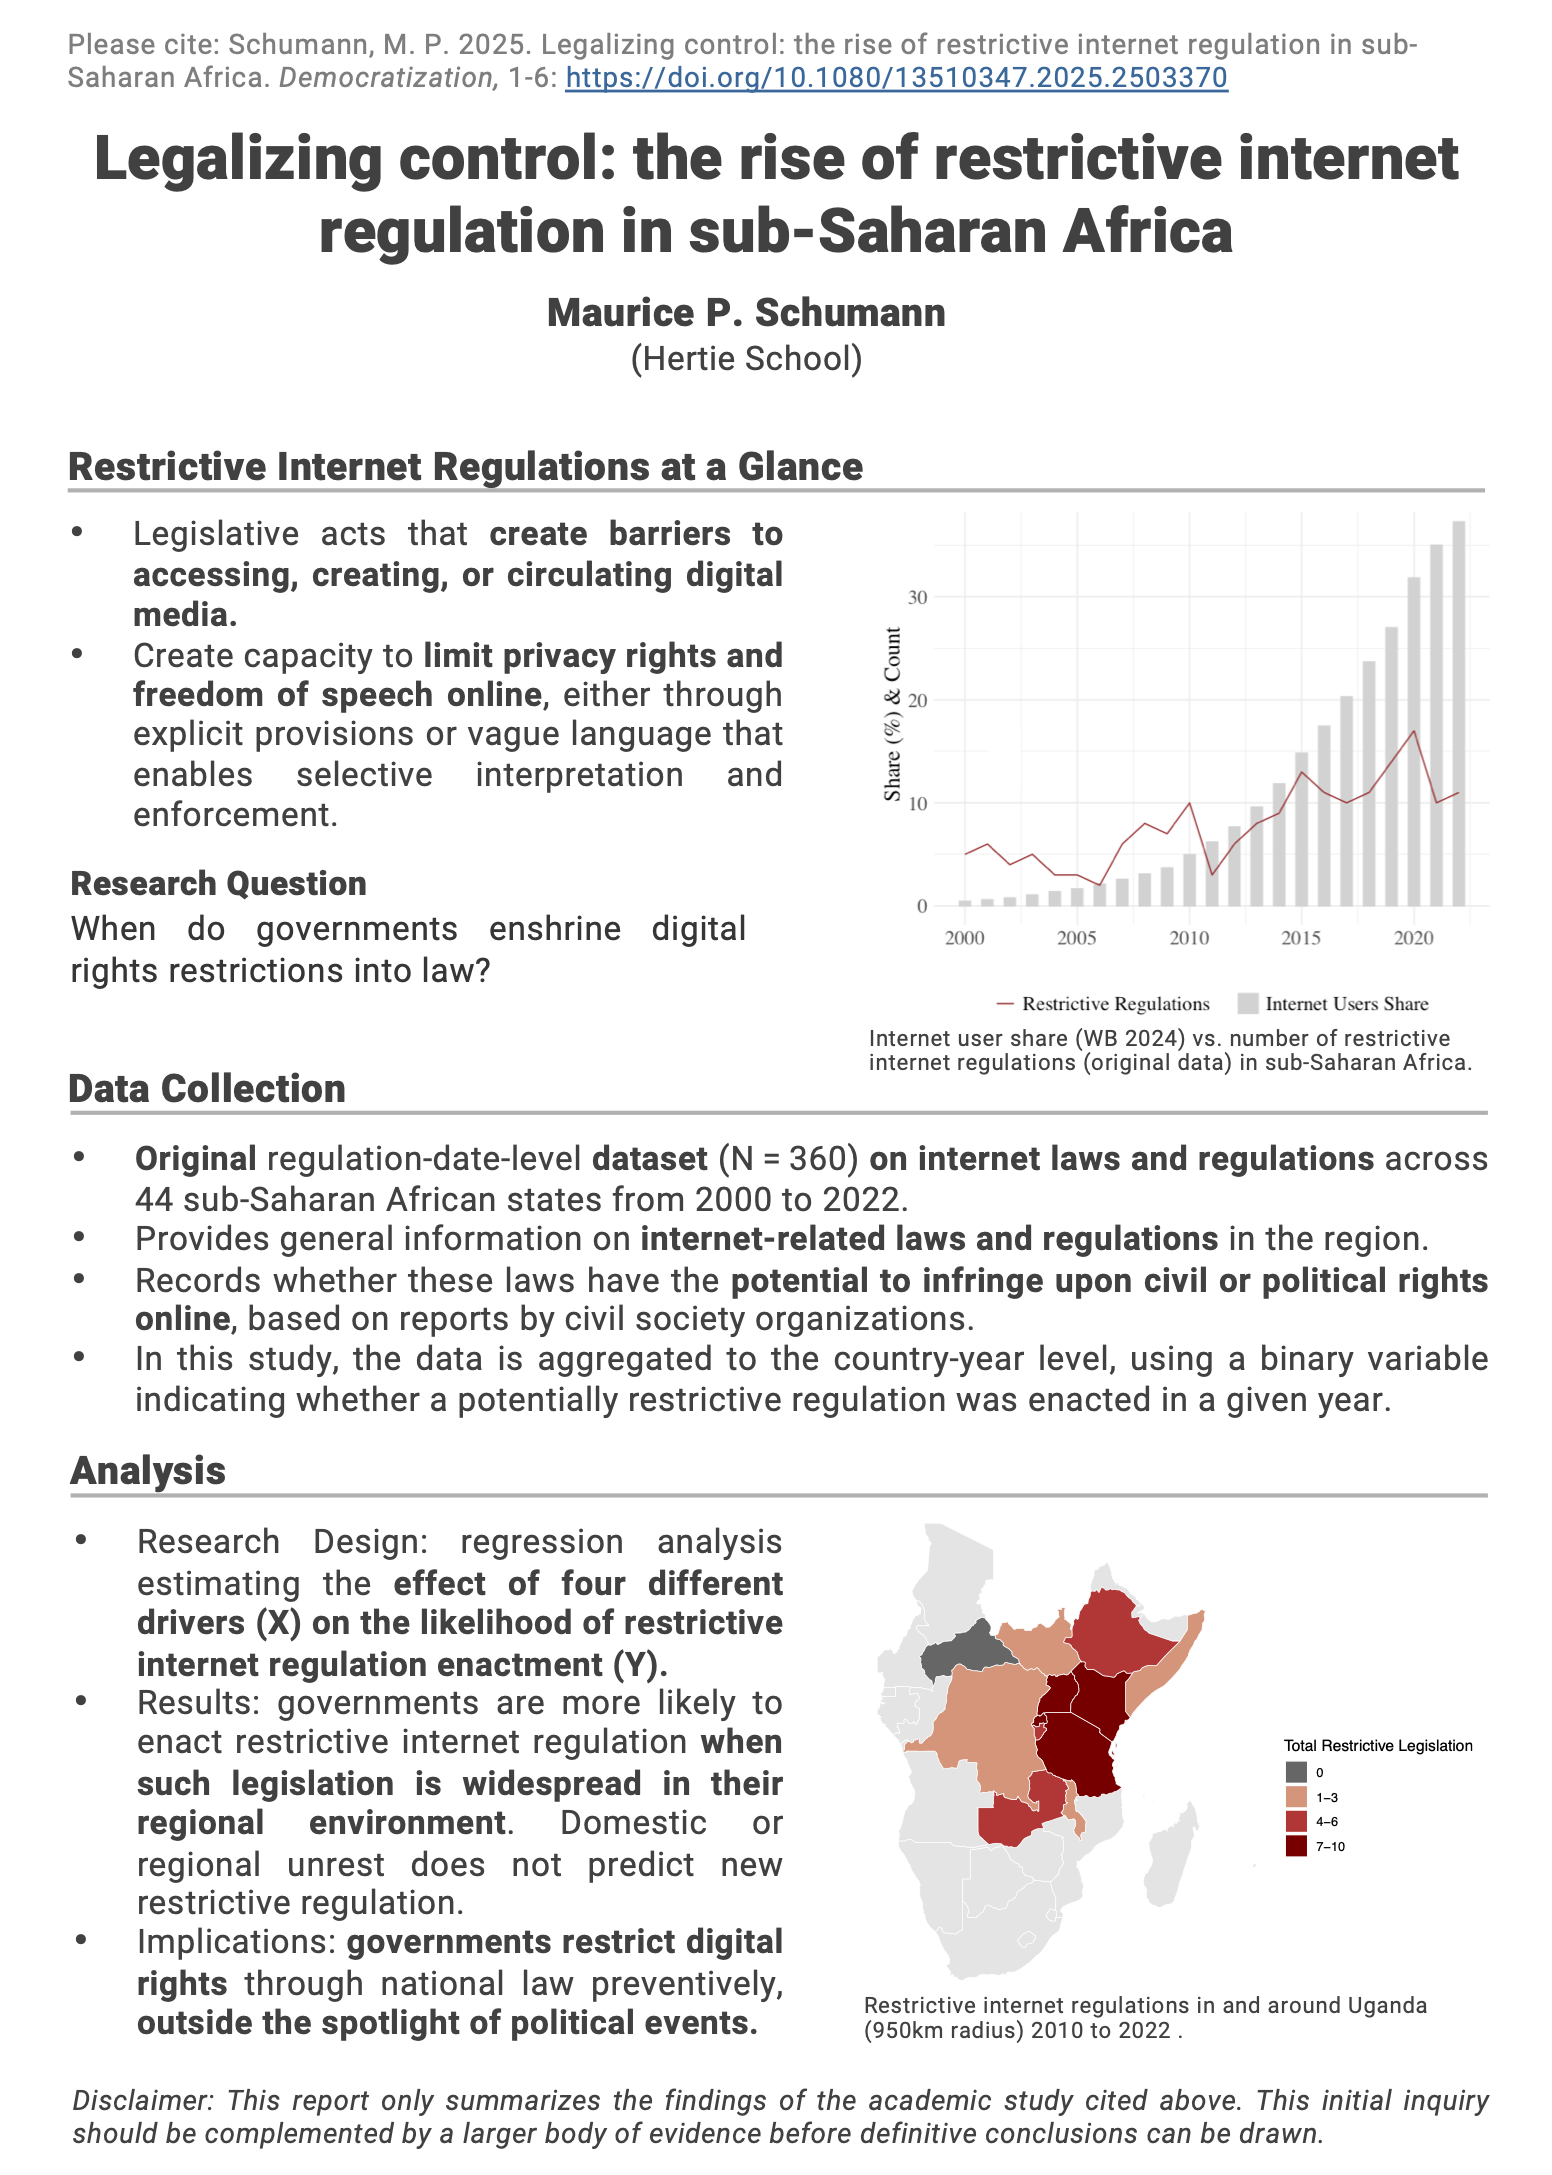 Please cite: Schumann, M. P. 2025. Legalizing control: the rise of restrictive internet regulation in sub-
Saharan Africa. Democratization, 1-6: https://doi.org/10.1080/13510347.2025.2503370
Legalizing control: the rise of restrictive internet
regulation in sub-Saharan Africa
Maurice P. Schumann
(Hertie School)
Restrictive Internet Regulations at a Glance
• Legislative acts that create barriers to
accessing, creating, or circulating digital
media.
• Create capacity to limit privacy rights and
freedom of speech online, either through
explicit provisions or vague language that
enables selective interpretation and
enforcement.
Research Question
When do governments enshrine digital
rights restrictions into law?
Share (%) & Count
30
20
10
0
2000 2005 2010 2015 2020
Restrictive Regulations Internet Users Share
Internet user share (WB 2024) vs. number of restrictive
internet regulations (original data) in sub-Saharan Africa.
Data Collection
• Original regulation-date-level dataset (N = 360) on internet laws and regulations across
44 sub-Saharan African states from 2000 to 2022.
• Provides general information on internet-related laws and regulations in the region.
• Records whether these laws have the potential to infringe upon civil or political rights
online, based on reports by civil society organizations.
• In this study, the data is aggregated to the country-year level, using a binary variable
indicating whether a potentially restrictive regulation was enacted in a given year.
Analysis
• Research Design: regression analysis
estimating the effect of four different
drivers (X) on the likelihood of restrictive
internet regulation enactment (Y).
• Results: governments are more likely to
enact restrictive internet regulation when
such legislation is widespread in their
regional environment. Domestic or
regional unrest does not predict new
restrictive regulation.
• Implications: governments restrict digital
rights through national law preventively,
outside the spotlight of political events.
Total Restrictive Legislation
0
1–3
4–6
7–10
Restrictive internet regulations in and around Uganda
(950km radius) 2010 to 2022 .
Disclaimer: This report only summarizes the findings of the academic study cited above. This initial inquiry
should be complemented by a larger body of evidence before definitive conclusions can be drawn.